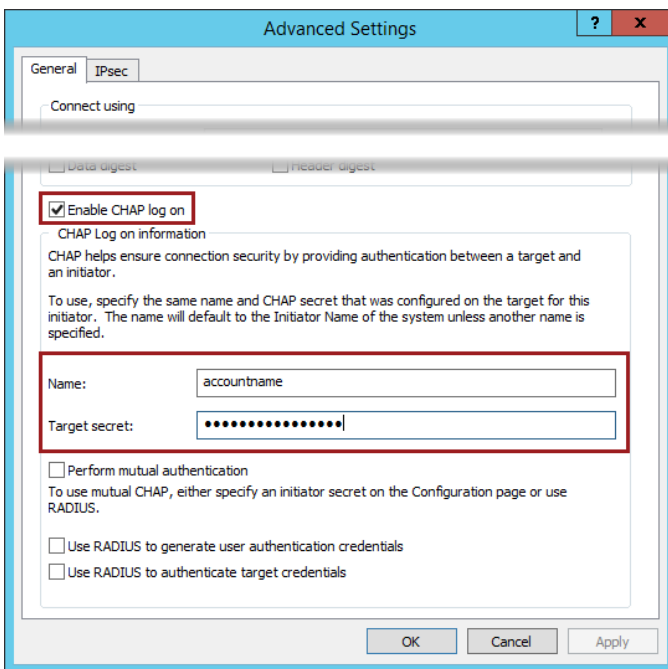 Advanced Settings
?
x
General
IPsec
Connect using
Data digest
Header digest
Enable CHAP log on
CHAP Log on information
CHAP helps ensure connection security by providing authentication between a target and
an initiator.
To use, specify the same name and CHAP secret that was configured on the target for this
initiator. The name will default to the Initiator Name of the system unless another name is
specified.
Name:
accountname
Target secret:
••••••••••••••••
Perform mutual authentication
To use mutual CHAP, either specify an initiator secret on the Configuration page or use
RADIUS.
Use RADIUS to generate user authentication credentials
Use RADIUS to authenticate target credentials
OK
Cancel
Apply